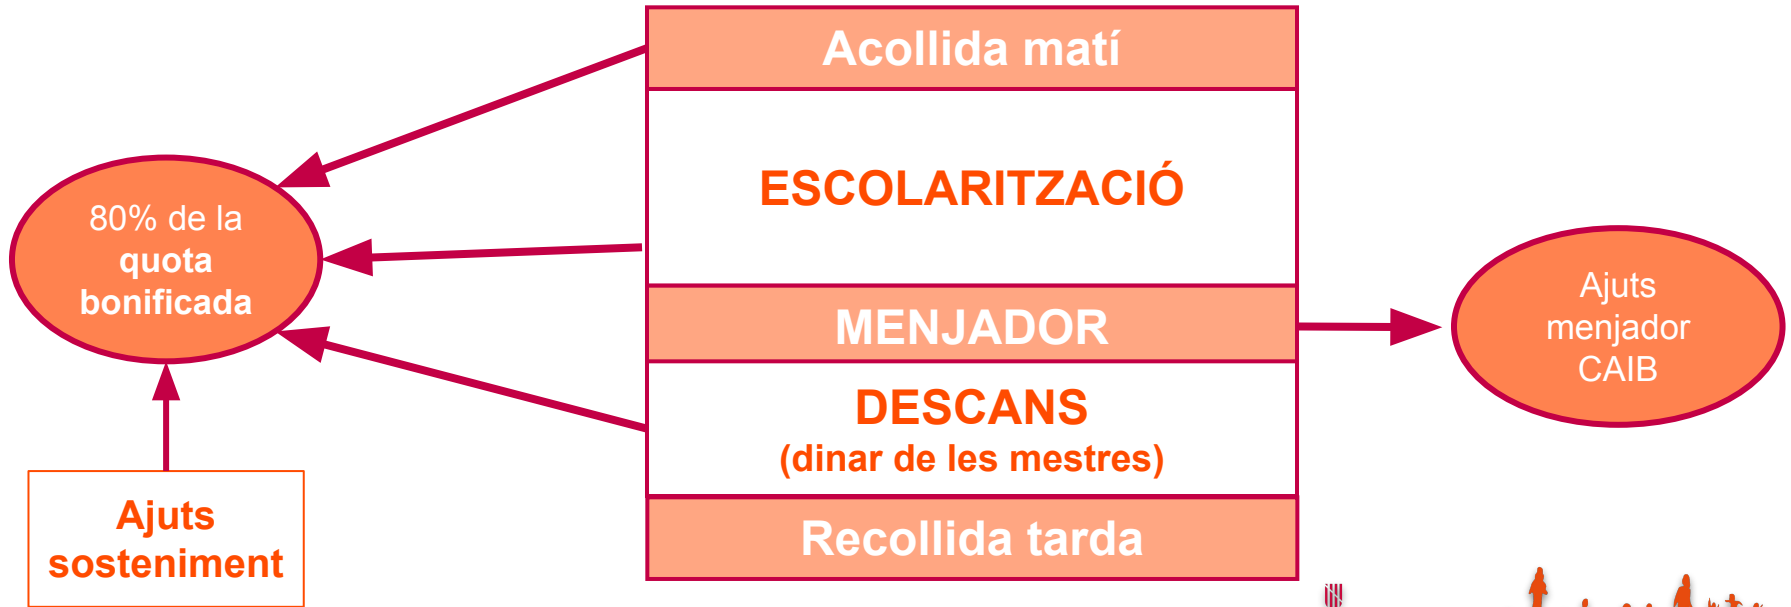 Acollida matí
ESCOLARITZACIÓ
MENJADOR
DESCANS
(dinar de les mestres)
Recollida tarda
80% de la
quota
bonificada
Ajuts
sosteniment
Ajuts
menjador
CAIB